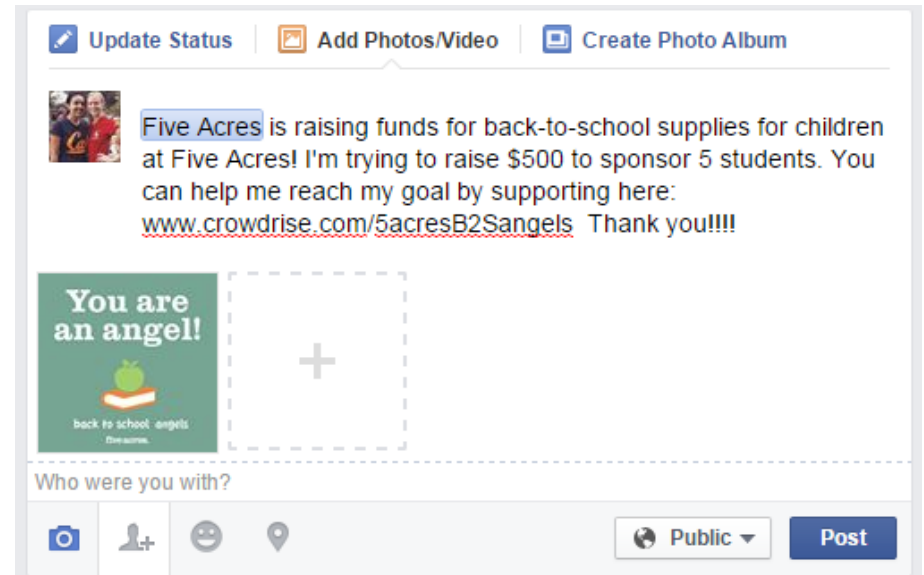 Update Status Add Photos/Video Create Photo Album
Five Acres is raising funds for back-to-school supplies for children
at Five Acres! I'm trying to raise $500 to sponsor 5 students. You
can help me reach my goal by supporting here:
www.crowdrise.com/5acresB2Sangels Thank you!!!!
You are
an angel!
back to school angels
five acres.
Who were you with?
Public Post